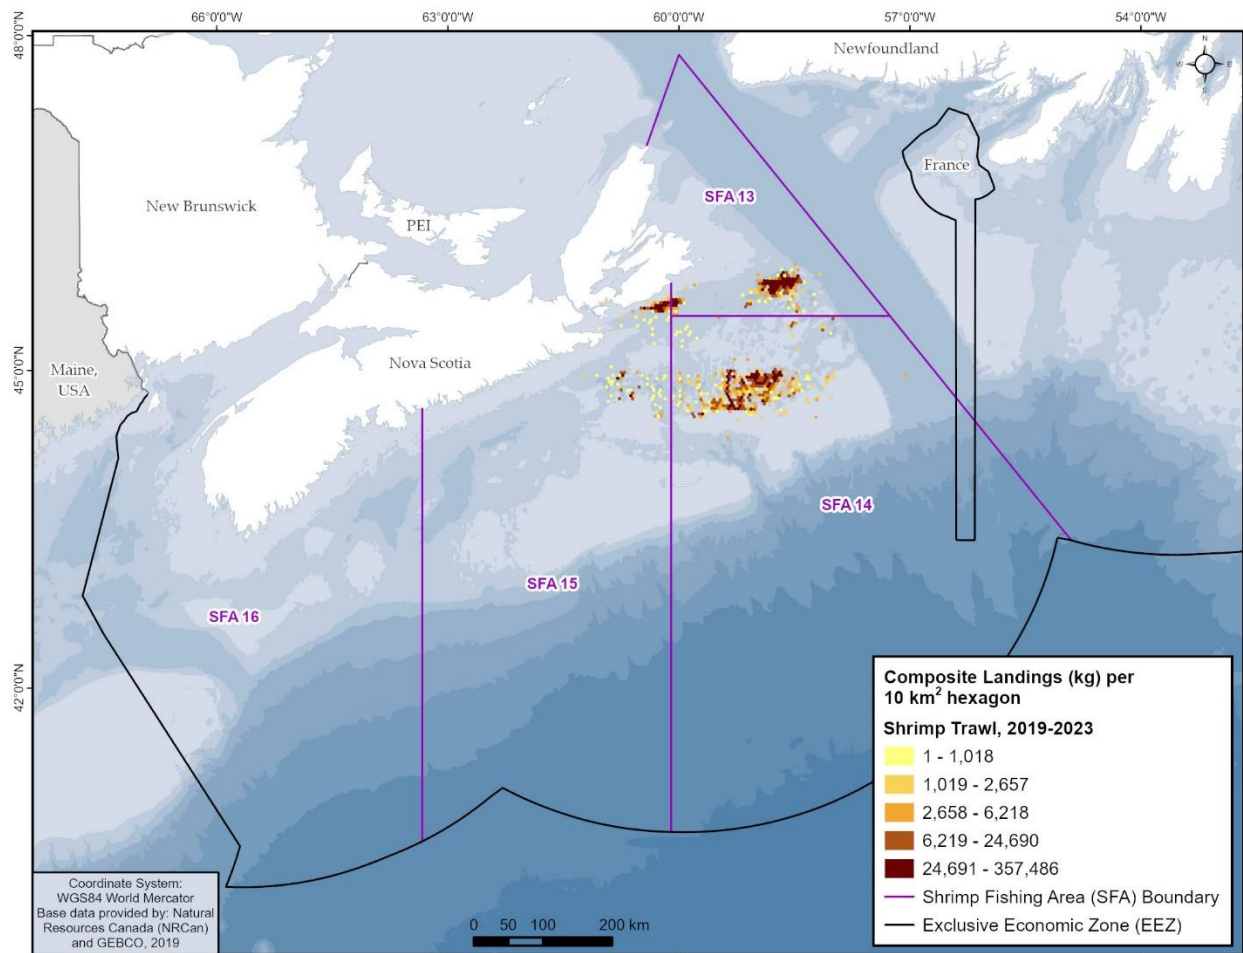 66°0'0"W
63°0'0"W
60°0'0"W
57°0'0"W
54°0'0"W
48°0'0"N
45°0'0"N
42°0'0"N
Newfoundland
N
W
E
S
France
SFA 13
New Brunswick
PEI
Nova Scotia
Maine,
USA
SFA 14
SFA 15
SFA 16
Composite Landings (kg) per
10 km² hexagon
Shrimp Trawl, 2019-2023
1 - 1,018
1,019 - 2,657
2,658 - 6,218
6,219 - 24,690
24,691 - 357,486
Shrimp Fishing Area (SFA) Boundary
Exclusive Economic Zone (EEZ)
Coordinate System:
WGS84 World Mercator
Base data provided by: Natural
Resources Canada (NRCan)
and GEBCO, 2019
0 50 100 200 km